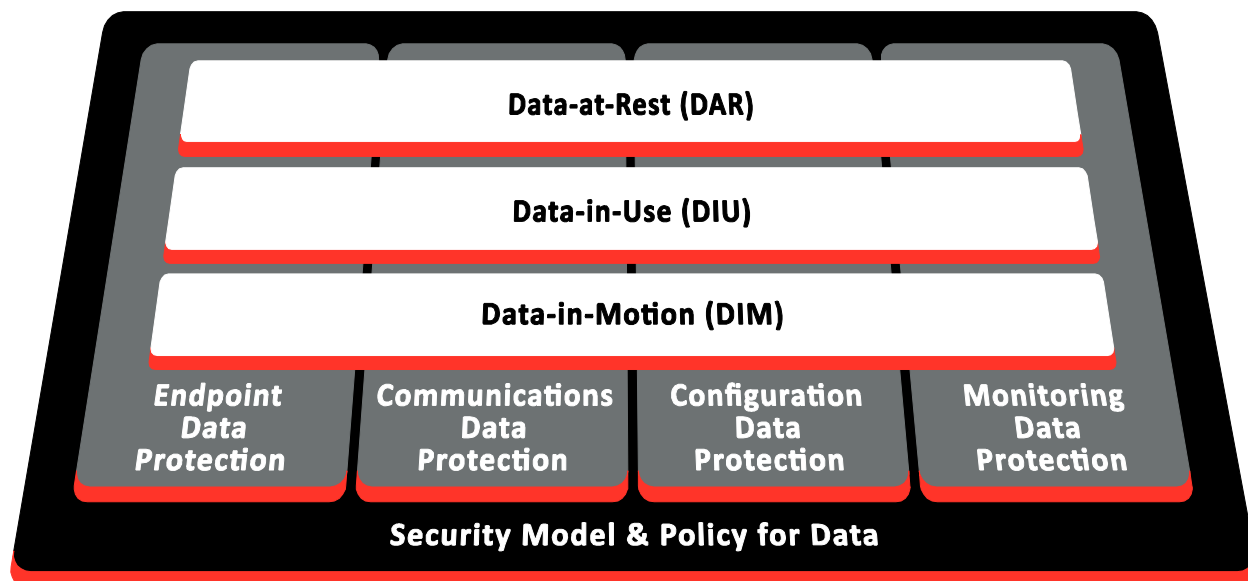 Data-at-Rest (DAR)
Data-in-Use (DIU)
Data-in-Motion (DIM)
Endpoint
Data
Protection
Communications
Data
Protection
Configuration
Data
Protection
Monitoring
Data
Protection
Security Model & Policy for Data